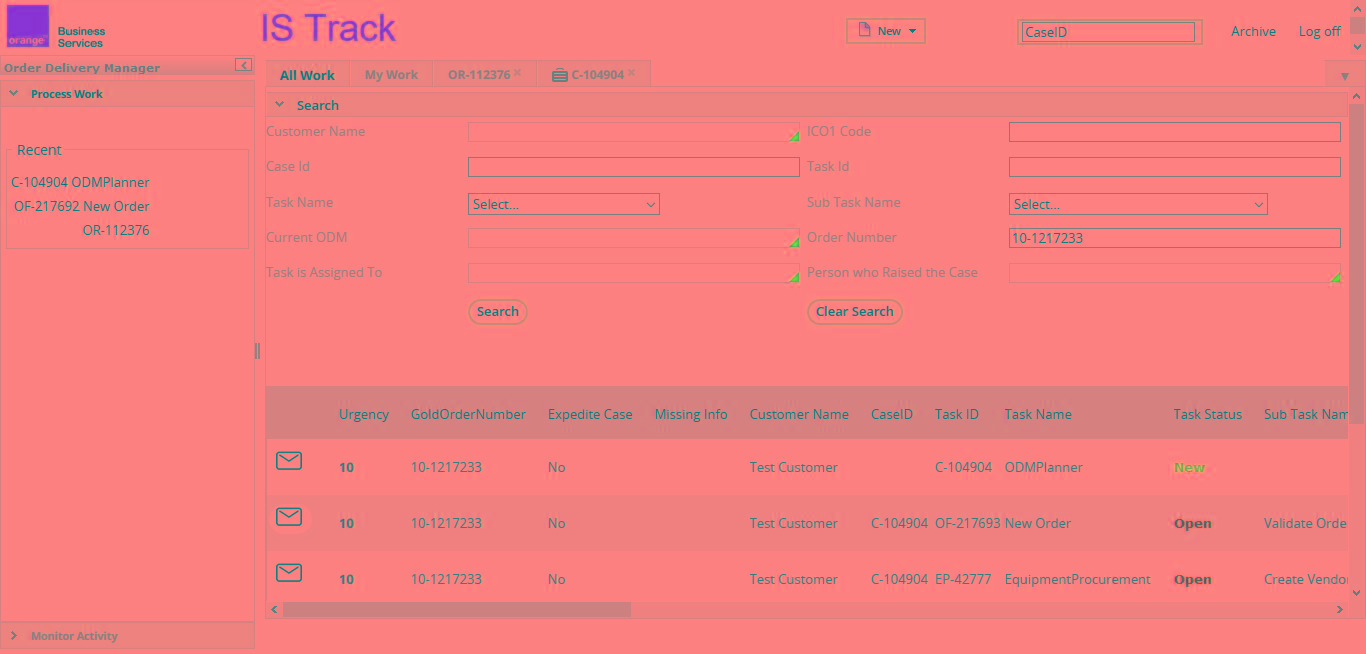 orange™
Business
Services
IS Track
New
CaseID
Archive
Log off
Order Delivery Manager
Process Work
Recent
C-104904 ODMPlanner
OF-217692 New Order
OR-112376
Monitor Activity
All Work
My Work
OR-112376
C-104904
Search
Customer Name
ICO1 Code
Case Id
Task Id
Task Name
Select...
Sub Task Name
Select...
Current ODM
Order Number
10-1217233
Task is Assigned To
Person who Raised the Case
Search
Clear Search
Urgency GoldOrderNumber Expedite Case Missing Info Customer Name CaseID Task ID Task Name Task Status Sub Task Nam
10 10-1217233 No Test Customer C-104904 ODMPlanner New
10 10-1217233 No Test Customer C-104904 OF-217693 New Order Open Validate Orde
10 10-1217233 No Test Customer C-104904 EP-42777 EquipmentProcurement Open Create Vendo